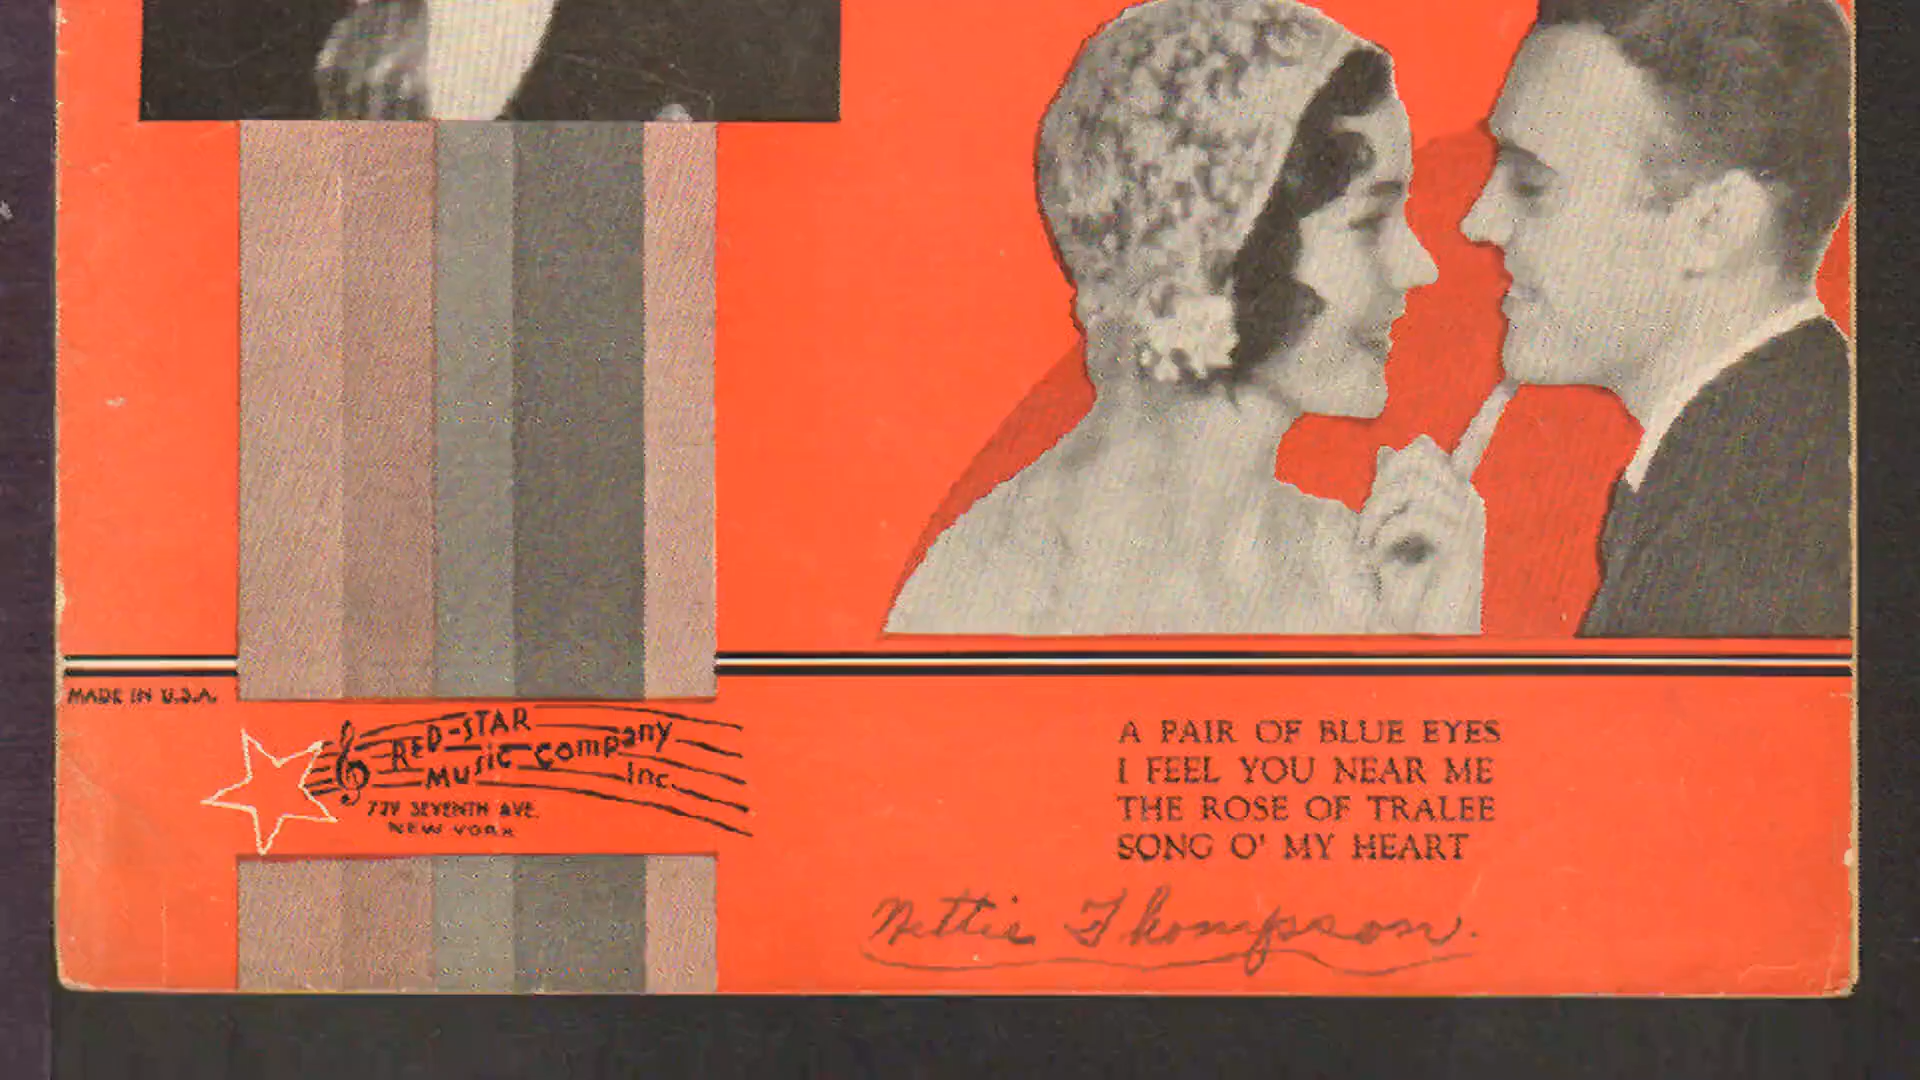 MADE IN U.S.A.
RED-STAR
Music Company
Inc.
729 SEVENTH AVE.
NEW YORK
A PAIR OF BLUE EYES
I FEEL YOU NEAR ME
THE ROSE OF TRALEE
SONG O' MY HEART
Nettie Thompson.